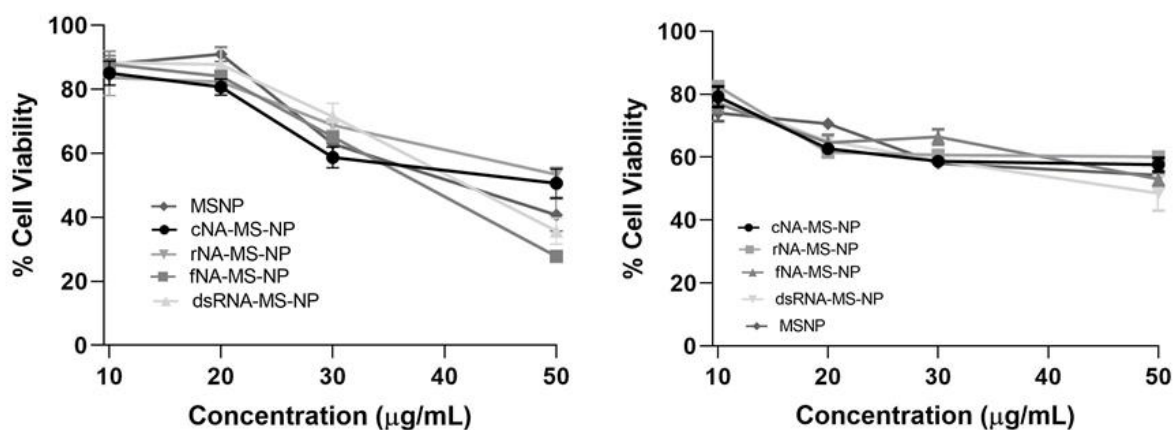 100
80
60
40
20
0
% Cell Viability
MSNP
cNA-MS-NP
rNA-MS-NP
fNA-MS-NP
dsRNA-MS-NP
10 20 30 40 50
Concentration (μg/mL)
100
80
60
40
20
0
% Cell Viability
cNA-MS-NP
rNA-MS-NP
fNA-MS-NP
dsRNA-MS-NP
MSNP
10 20 30 40 50
Concentration (μg/mL)